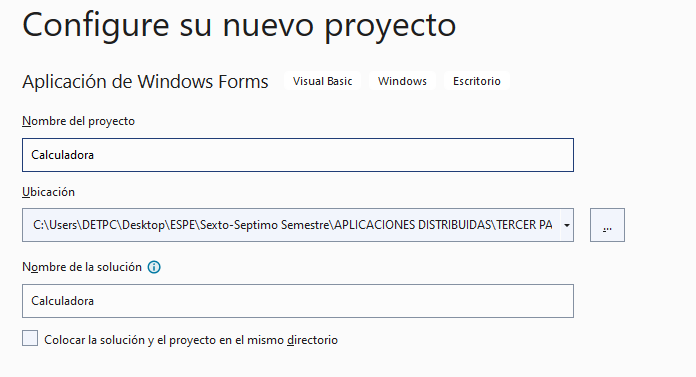 Configure su nuevo proyecto
Aplicación de Windows Forms Visual Basic Windows Escritorio
Nombre del proyecto
Calculadora
Ubicación
C:\Users\DETPC\Desktop\ESPE\Sexto-Septimo Semestre\APLICACIONES DISTRIBUIDAS\TERCER PA
...
Nombre de la solución
Calculadora
Colocar la solución y el proyecto en el mismo directorio